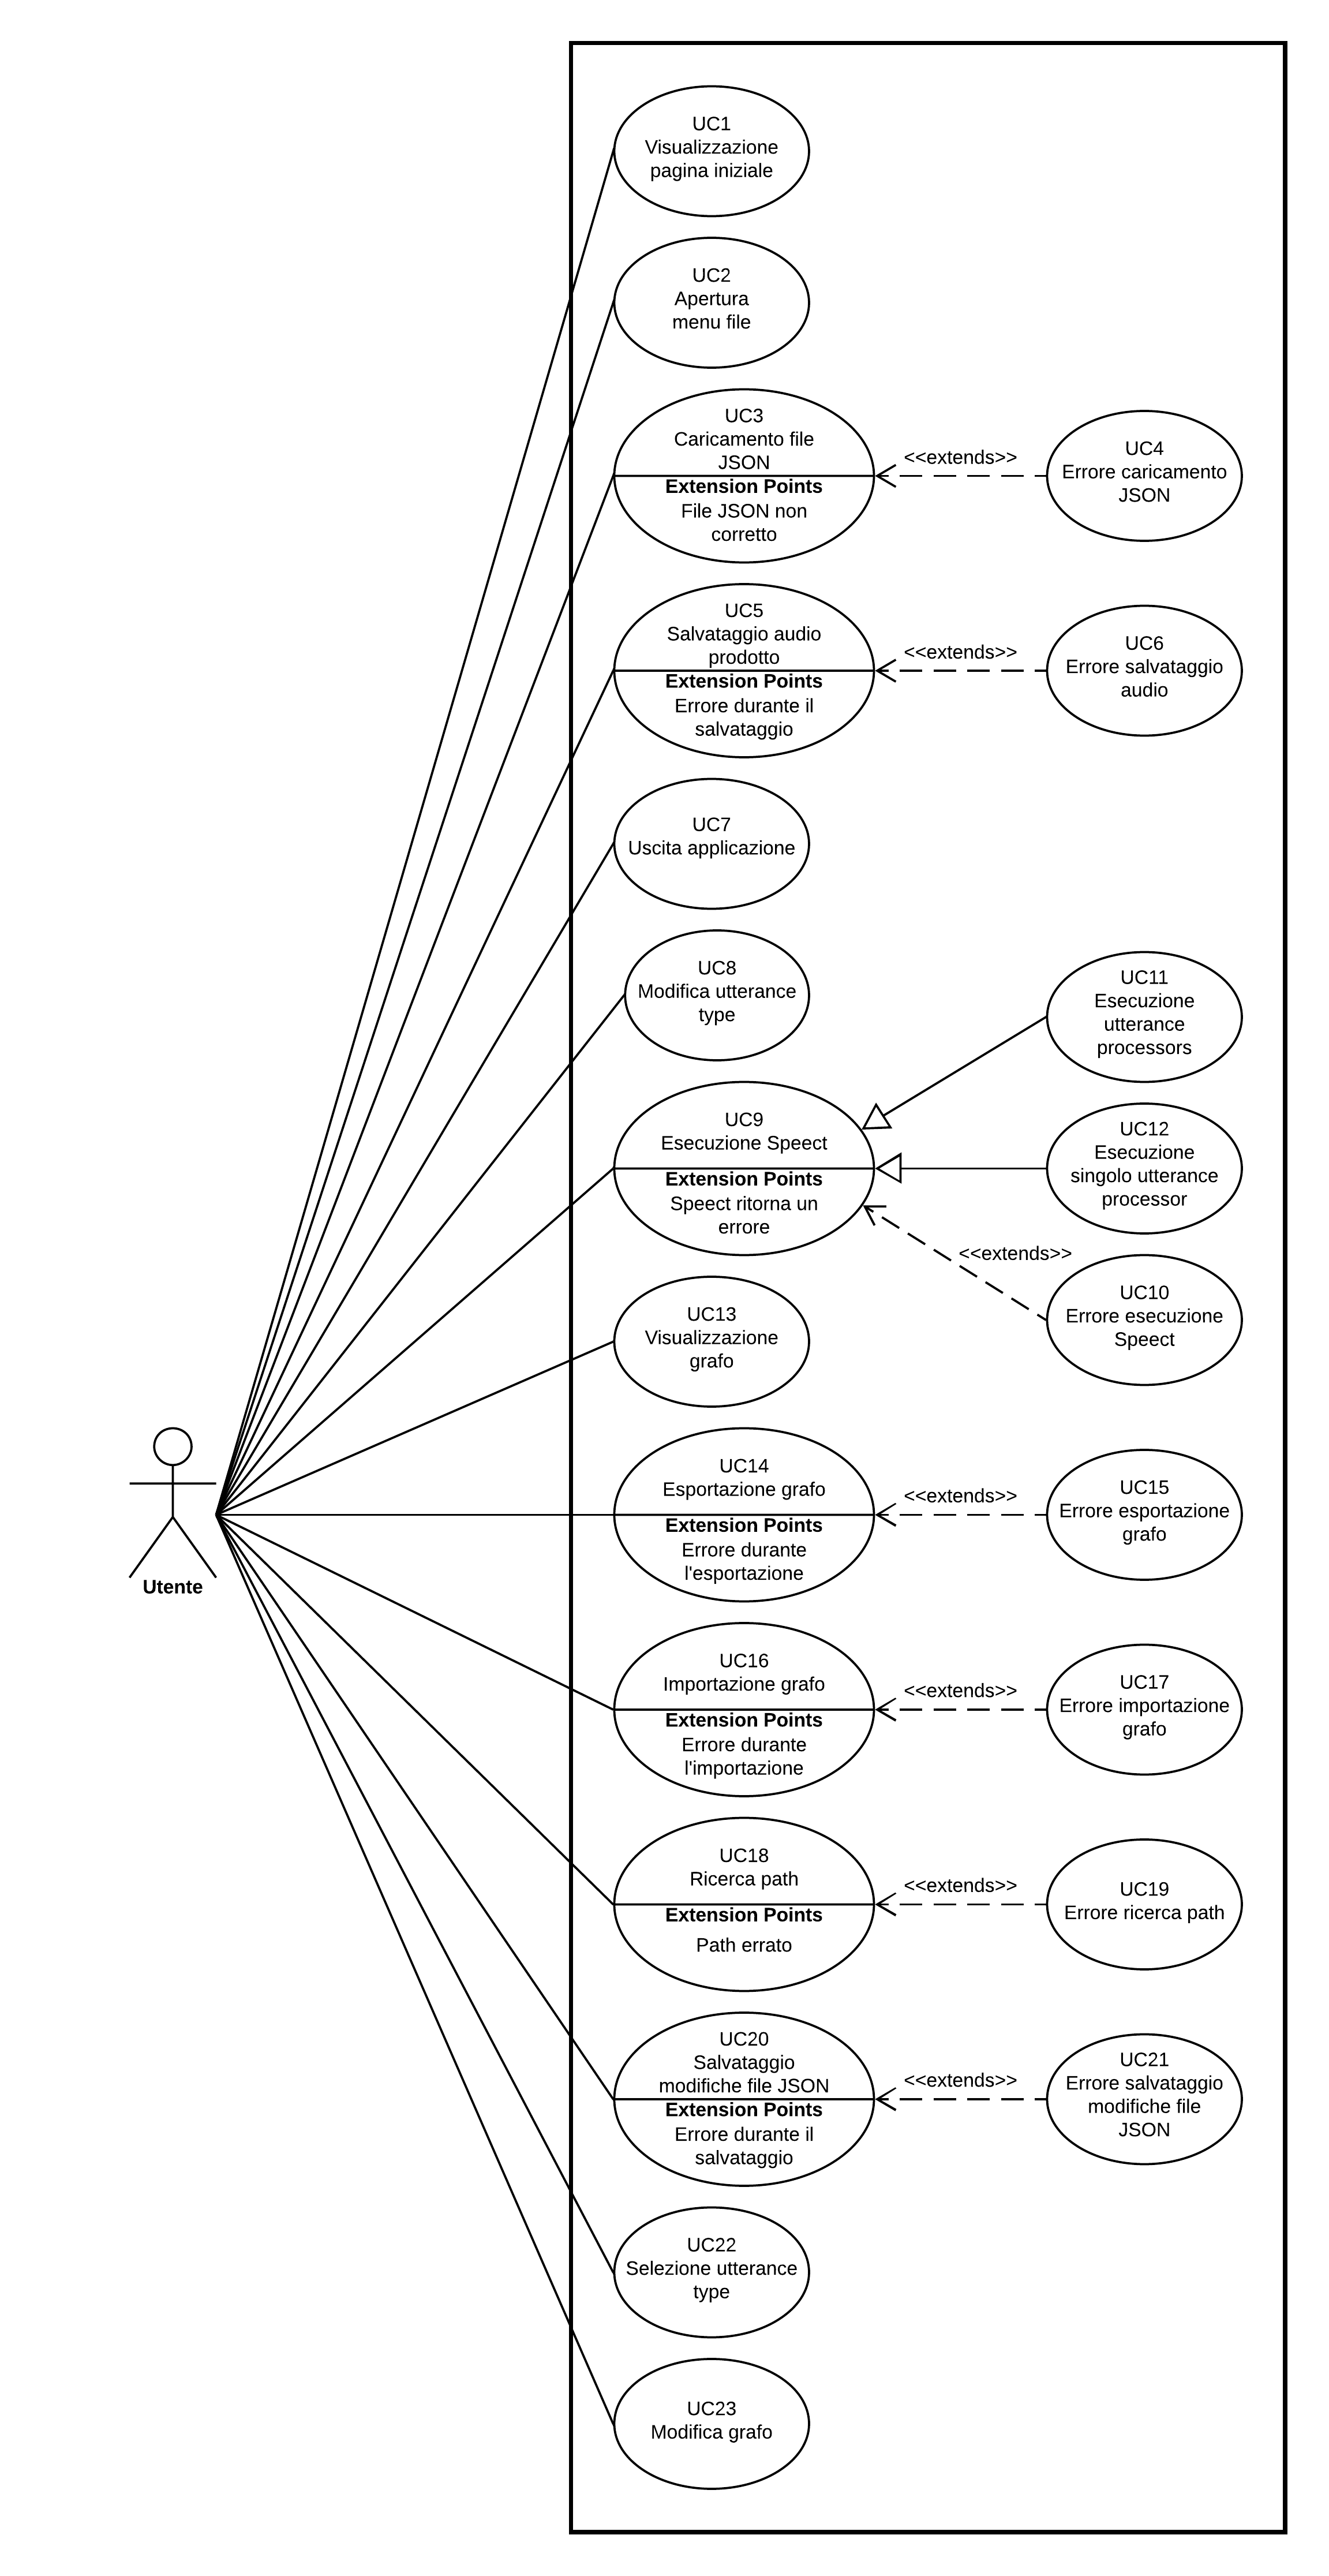 UC1
Visualizzazione
pagina iniziale
UC2
Apertura
menu file
UC3
Caricamento file
JSON
Extension Points
File JSON non
corretto
<<extends>>
UC4
Errore caricamento
JSON
UC5
Salvataggio audio
prodotto
Extension Points
Errore durante il
salvataggio
<<extends>>
UC6
Errore salvataggio
audio
UC7
Uscita applicazione
UC8
Modifica utterance
type
UC9
Esecuzione Speect
Extension Points
Speect ritorna un
errore
UC11
Esecuzione
utterance
processors
UC12
Esecuzione
singolo utterance
processor
<<extends>>
UC10
Errore esecuzione
Speect
UC13
Visualizzazione
grafo
Utente
UC14
Esportazione grafo
Extension Points
Errore durante
l'esportazione
<<extends>>
UC15
Errore esportazione
grafo
UC16
Importazione grafo
Extension Points
Errore durante
l'importazione
<<extends>>
UC17
Errore importazione
grafo
UC18
Ricerca path
Extension Points
Path errato
<<extends>>
UC19
Errore ricerca path
UC20
Salvataggio
modifiche file JSON
Extension Points
Errore durante il
salvataggio
<<extends>>
UC21
Errore salvataggio
modifiche file
JSON
UC22
Selezione utterance
type
UC23
Modifica grafo